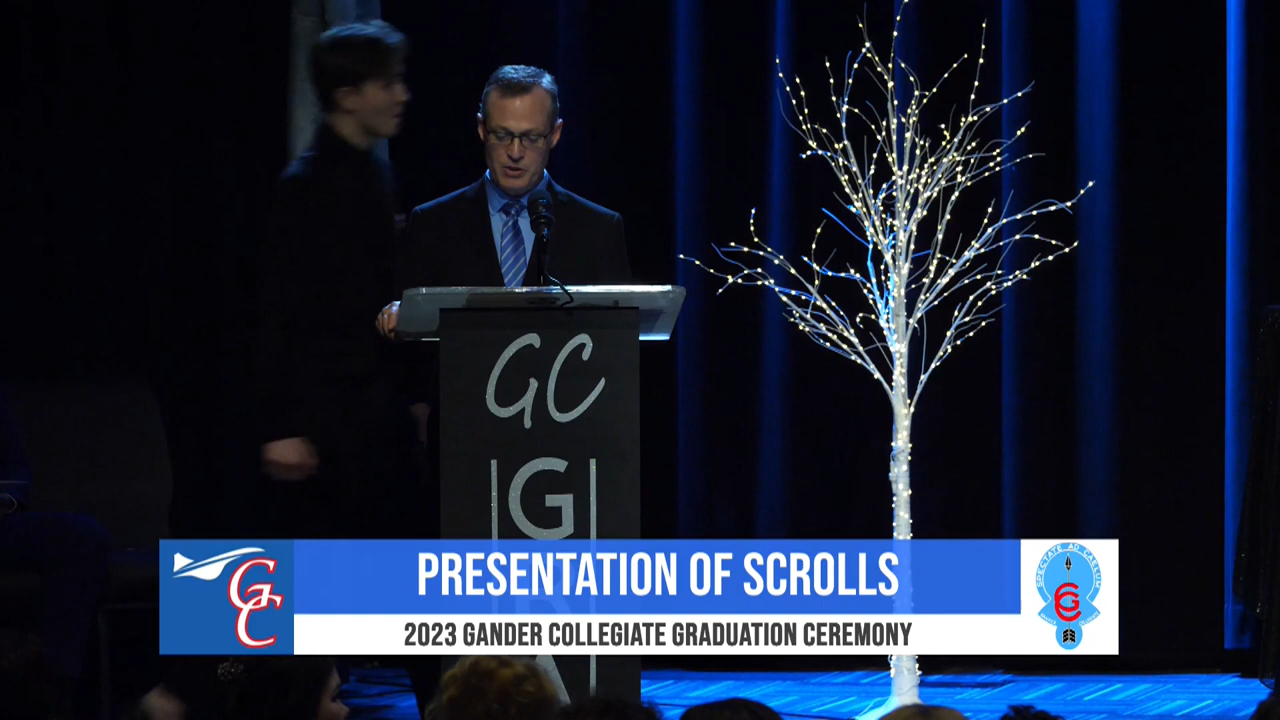 GC
G
PRESENTATION OF SCROLLS
GC
2023 GANDER COLLEGIATE GRADUATION CEREMONY
SPECTATE AD CAELUM
GC